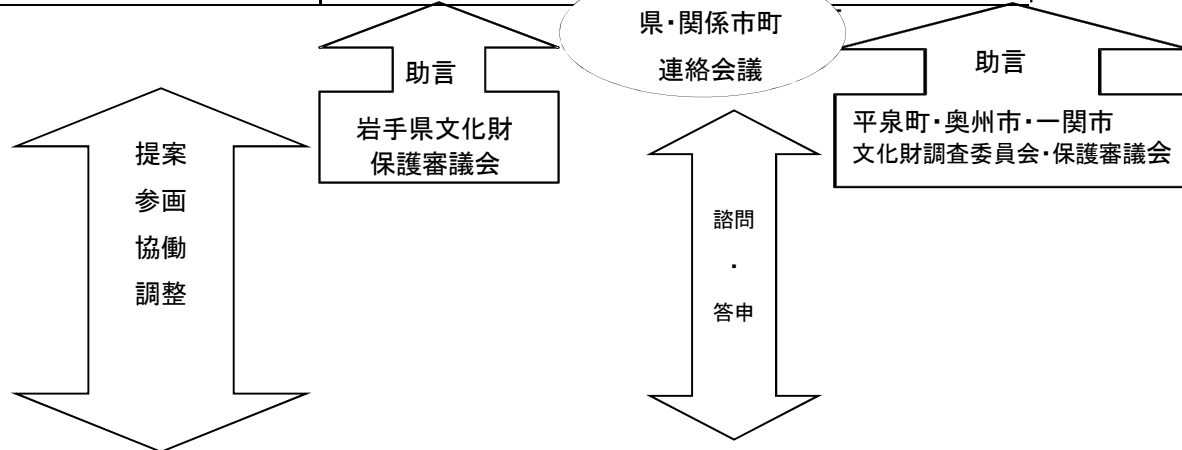 県・関係市町
連絡会議
助言
岩手県文化財
保護審議会
助言
平泉町・奥州市・一関市
文化財調査委員会・保護審議会
提案
参画
協働
調整
諮問
・
答申